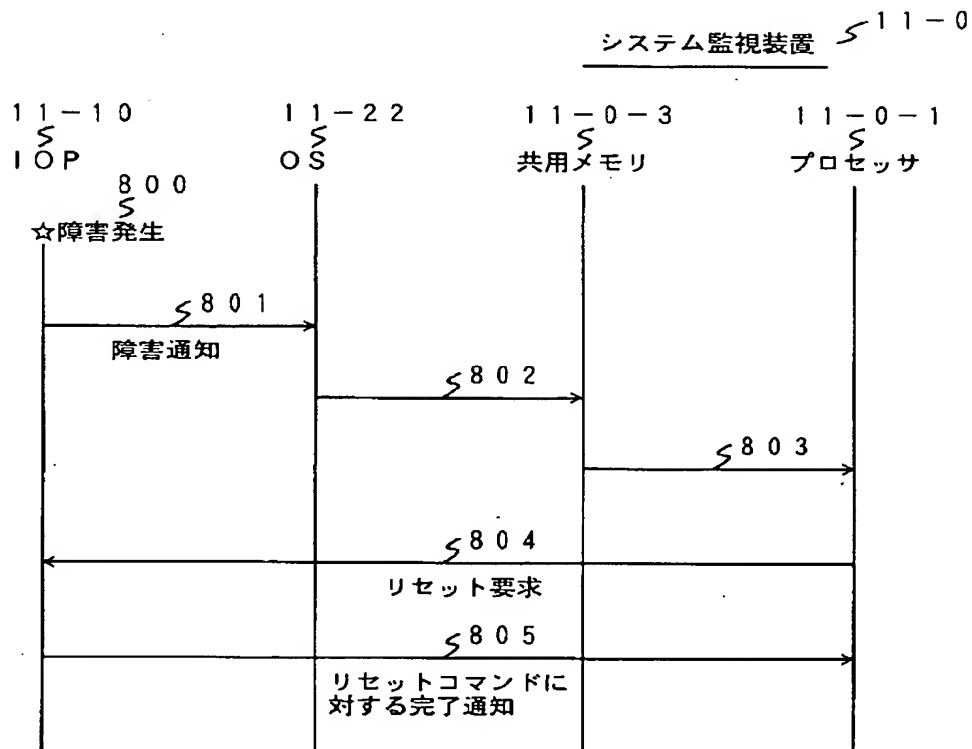 11-0
システム監視装置
11-10
11-22
11-0-3
11-0-1
IOP
OS
共用メモリ
プロセッサ
800
☆障害発生
801
障害通知
802
803
804
リセット要求
805
リセットコマンドに
対する完了通知